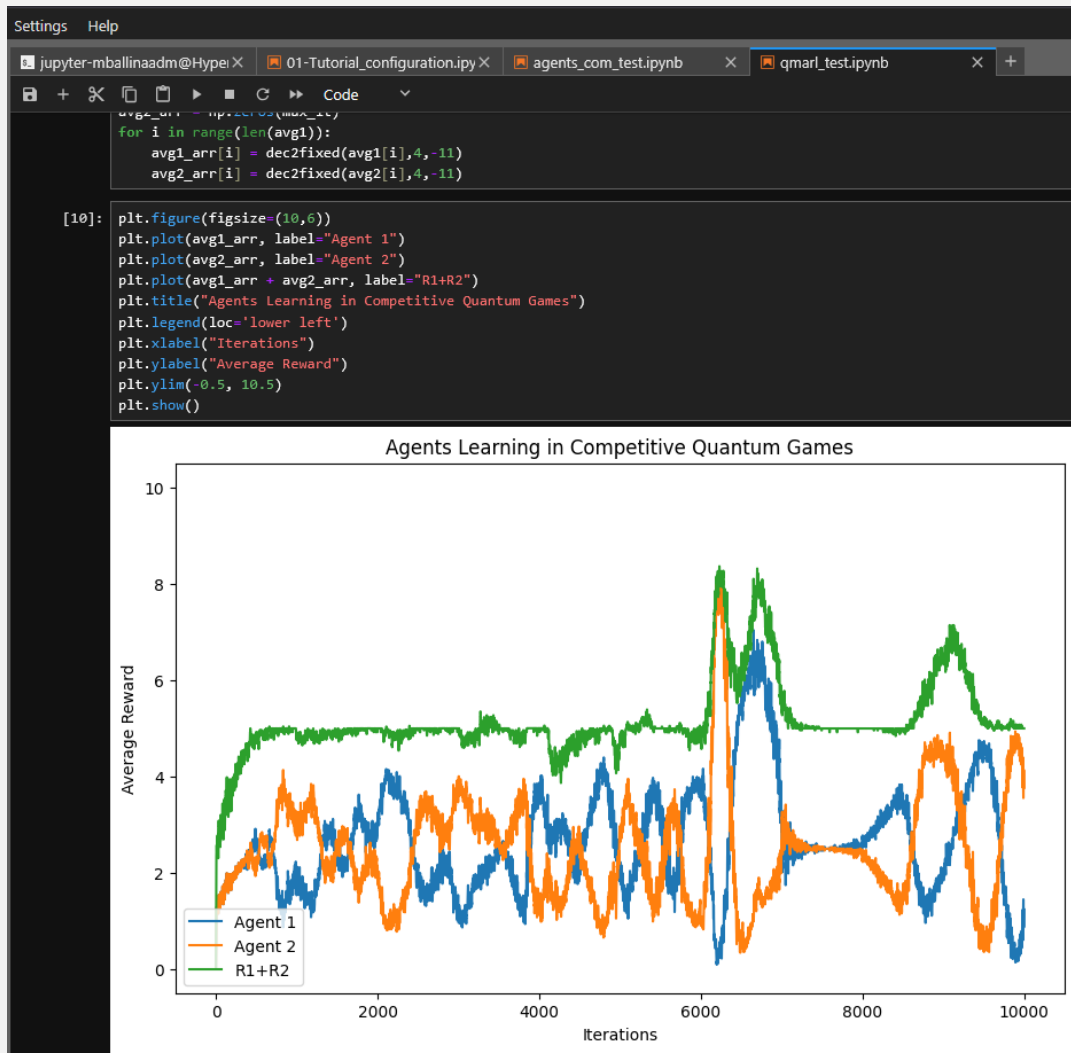 Settings Help
jupyter-mballinaadm@Hyper
01-Tutorial_configuration.ipy
agents_com_test.ipynb
qmarl_test.ipynb
Code
avg2_arr = np.zeros(max_it)
for i in range(len(avg1)):
avg1_arr[i] = dec2fixed(avg1[i],4,-11)
avg2_arr[i] = dec2fixed(avg2[i],4,-11)
[10]:
plt.figure(figsize=(10,6))
plt.plot(avg1_arr, label="Agent 1")
plt.plot(avg2_arr, label="Agent 2")
plt.plot(avg1_arr + avg2_arr, label="R1+R2")
plt.title("Agents Learning in Competitive Quantum Games")
plt.legend(loc='lower left')
plt.xlabel("Iterations")
plt.ylabel("Average Reward")
plt.ylim(-0.5, 10.5)
plt.show()
Agents Learning in Competitive Quantum Games
10
8
6
4
2
0
Average Reward
Agent 1
Agent 2
R1+R2
0 2000 4000 6000 8000 10000
Iterations